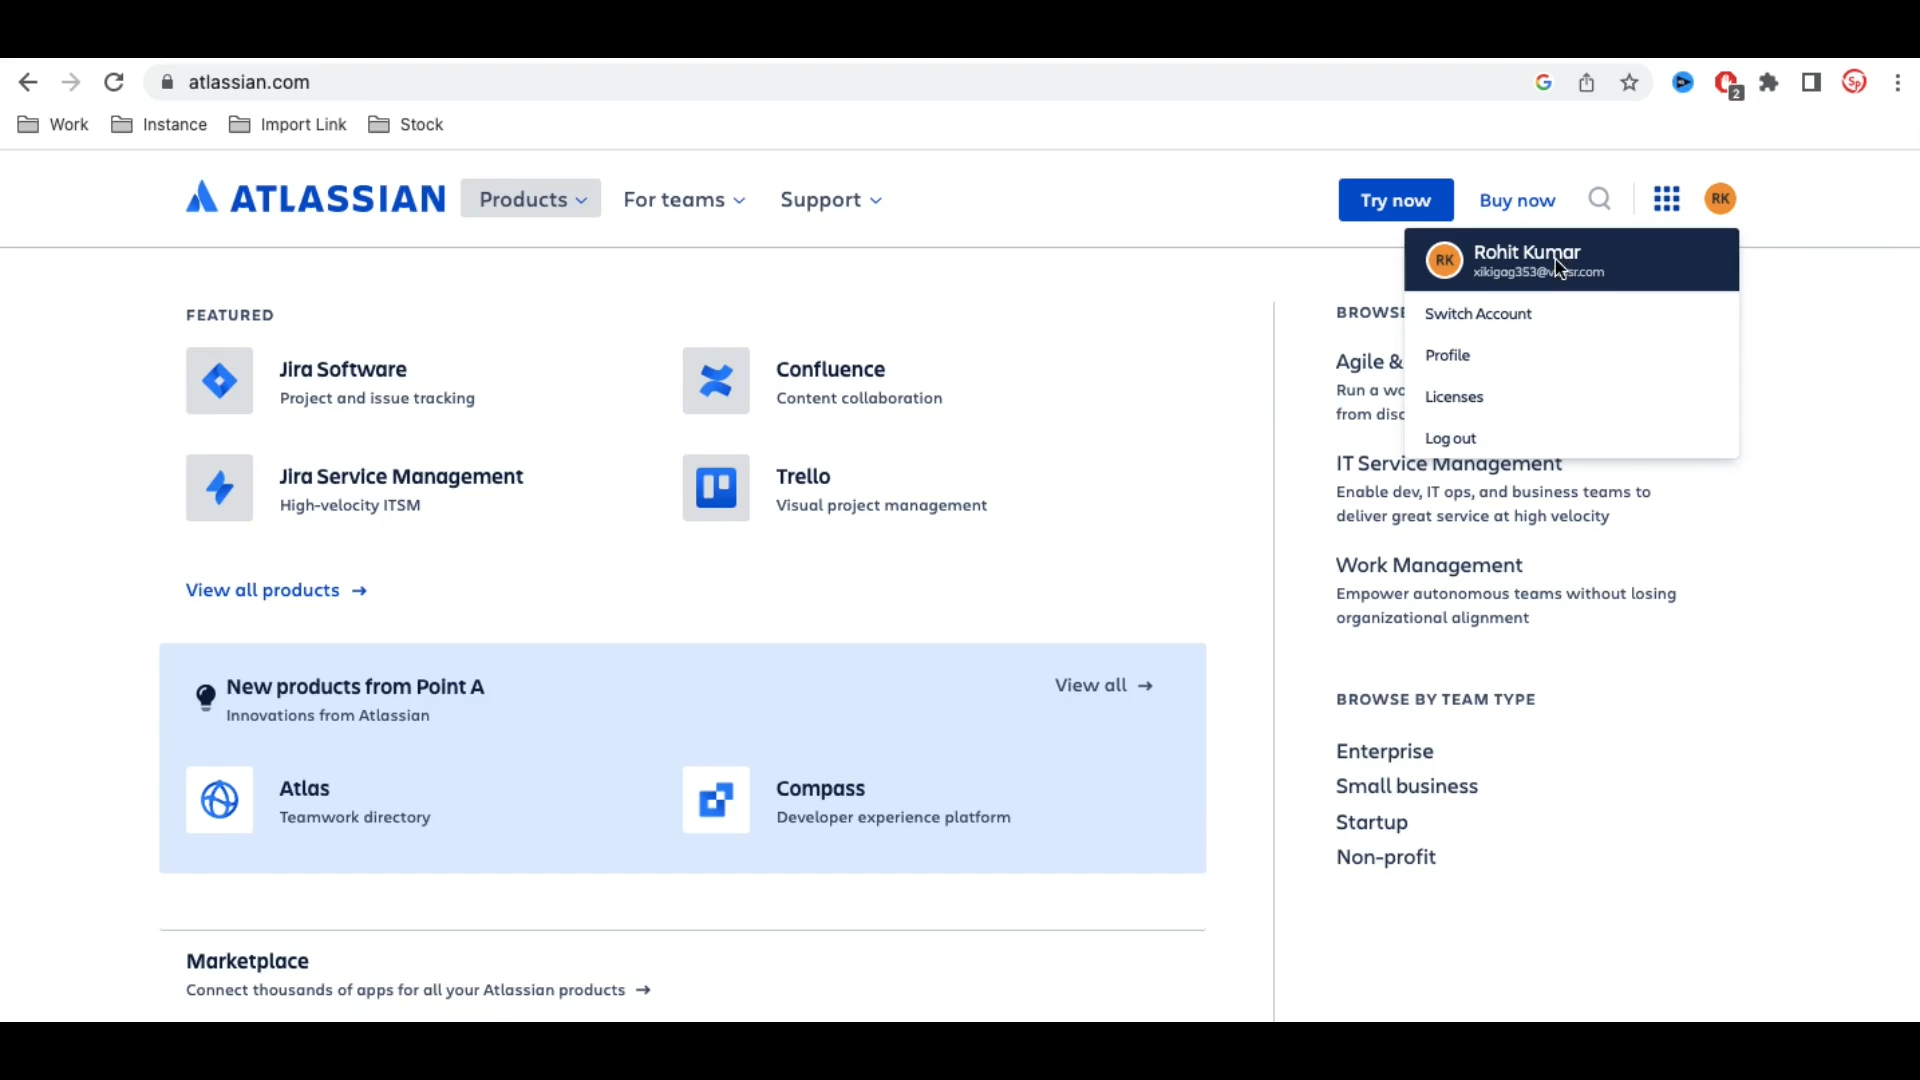 atlassian.com
2
Sp
Work Instance Import Link Stock
ATLASSIAN Products For teams Support Try now Buy now RK
RK Rohit Kumar
Switch Account
Profile
Licenses
Log out
FEATURED
Jira Software
Project and issue tracking
Confluence
Content collaboration
Jira Service Management
High-velocity ITSM
Trello
Visual project management
View all products →
New products from Point A
Innovations from Atlassian
View all →
Atlas
Teamwork directory
Compass
Developer experience platform
Marketplace
Connect thousands of apps for all your Atlassian products →
BROWSE
Agile &
Run a
from
IT Service Management
Enable dev, IT ops, and business teams to
deliver great service at high velocity
Work Management
Empower autonomous teams without losing
organizational alignment
BROWSE BY TEAM TYPE
Enterprise
Small business
Startup
Non-profit